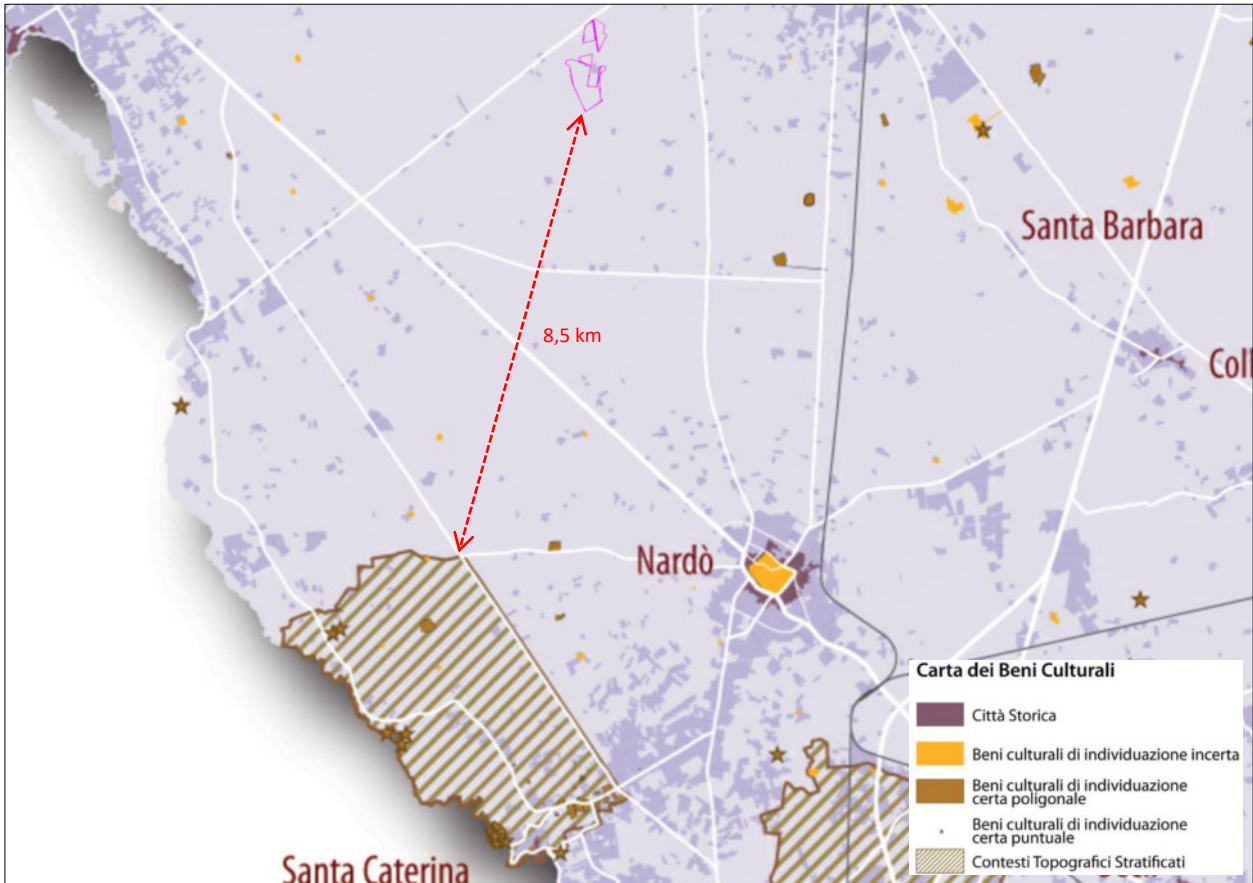 Santa Barbara
8,5 km
Coll
Nardò
Carta dei Beni Culturali
Città Storica
Beni culturali di individuazione incerta
Beni culturali di individuazione
certa poligonale
Beni culturali di individuazione
certa puntuale
Contesti Topografici Stratificati
Santa Caterina